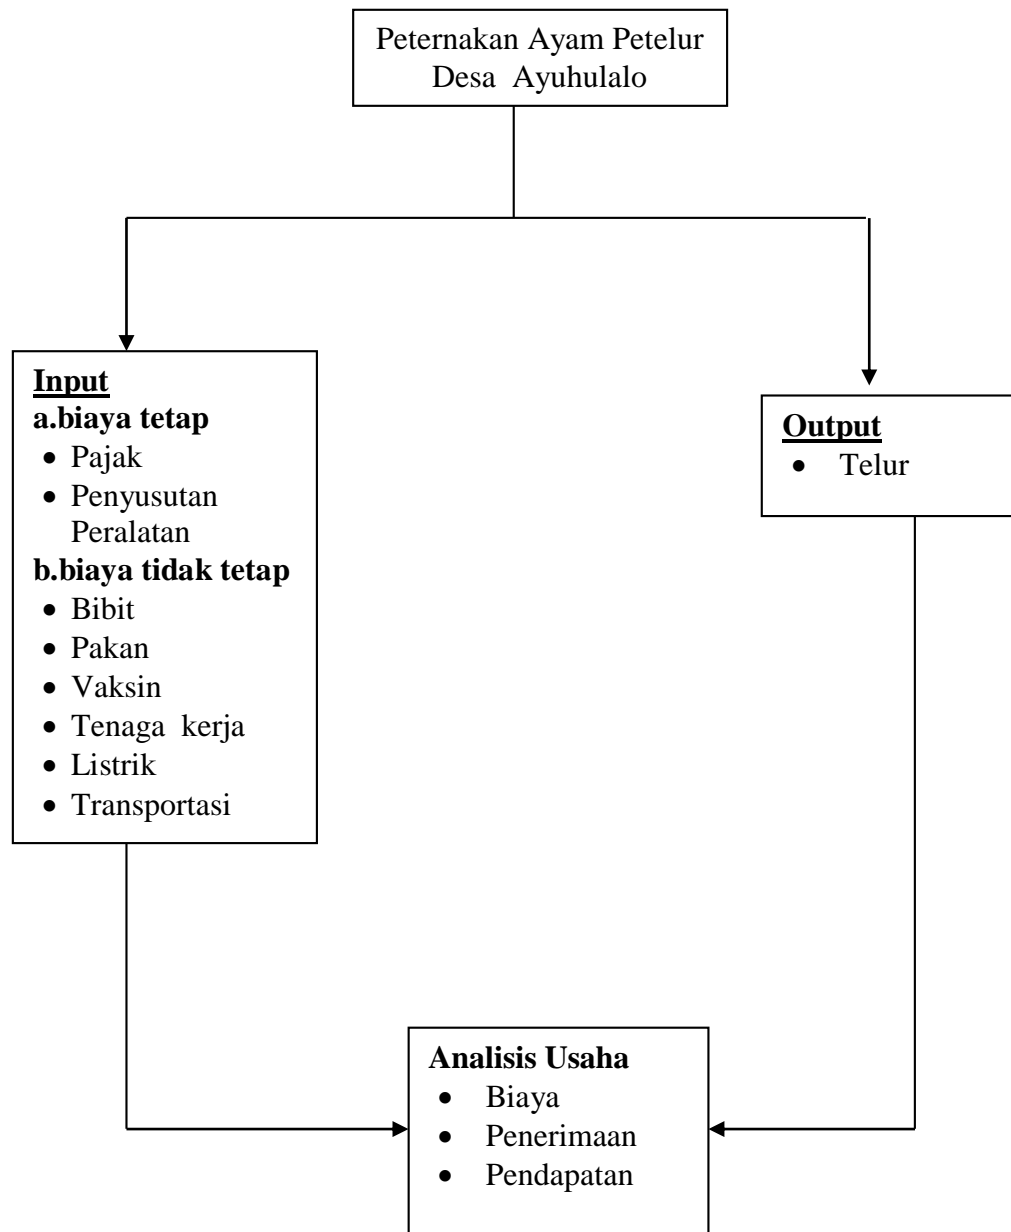 Peternakan Ayam Petelur
Desa Ayuhulalo
Input
a.biaya tetap
• Pajak
• Penyusutan
Peralatan
b.biaya tidak tetap
• Bibit
• Pakan
• Vaksin
• Tenaga kerja
• Listrik
• Transportasi
Output
• Telur
Analisis Usaha
• Biaya
• Penerimaan
• Pendapatan